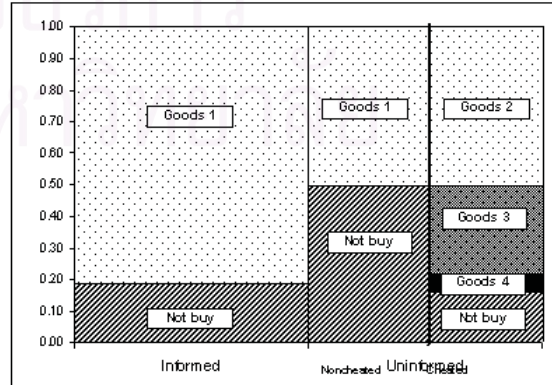 1.00
0.90
0.80
0.70
0.60
0.50
0.40
0.30
0.20
0.10
0.00
Goods 1
Goods 1
Goods 2
Goods 3
Not buy
Goods 4
Not buy
Not buy
Informed
Noncheated
Uninformed
Cheated